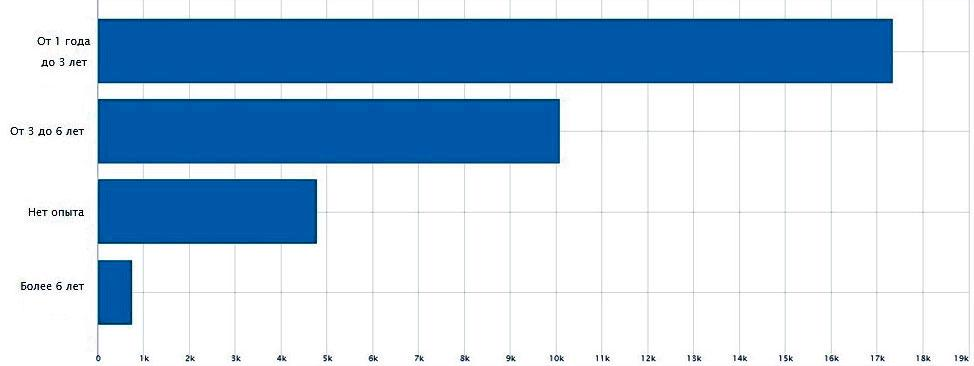 От 1 года
до 3 лет
От 3 до 6 лет
Нет опыта
Более 6 лет
0 1k 2k 3k 4k 5k 6k 7k 8k 9k 10k 11k 12k 13k 14k 15k 16k 17k 18k 19k